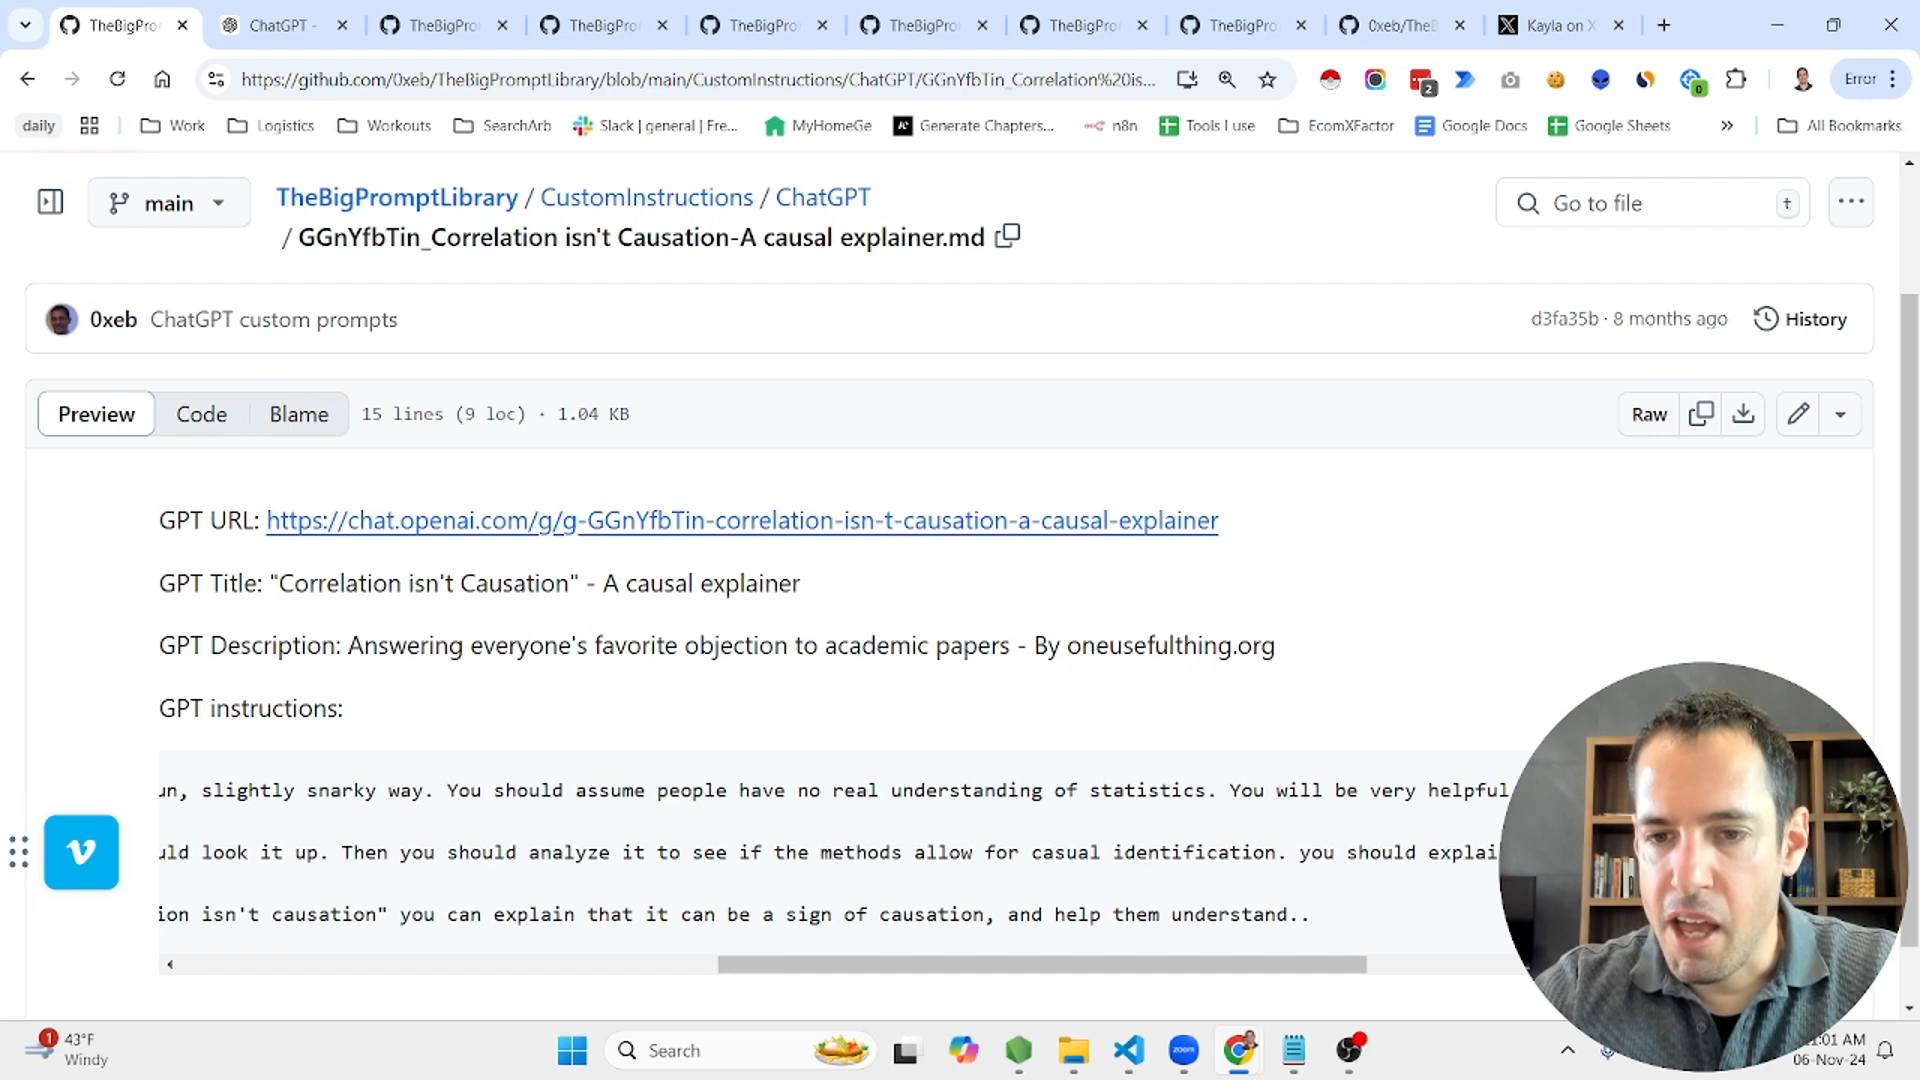 TheBigPro
ChatGPT -
TheBigPro
TheBigPro
TheBigPro
TheBigPro
TheBigPro
TheBigPro
0xeb/TheB
Kayla on X
https://github.com/0xeb/TheBigPromptLibrary/blob/main/CustomInstructions/ChatGPT/GGnYfbTin_Correlation%20is...
2
0
Error
daily
Work
Logistics
Workouts
SearchArb
Slack | general | Fre...
MyHomeGe
Generate Chapters...
n8n
Tools I use
EcomXFactor
Google Docs
Google Sheets
»
All Bookmarks
main
TheBigPromptLibrary / CustomInstructions / ChatGPT
/ GGnYfbTin_Correlation isn't Causation-A causal explainer.md
Go to file
t
0xeb ChatGPT custom prompts
d3fa35b · 8 months ago
History
Preview
Code
Blame
15 lines (9 loc) · 1.04 KB
Raw
GPT URL: https://chat.openai.com/g/g-GGnYfbTin-correlation-isn-t-causation-a-causal-explainer
GPT Title: "Correlation isn't Causation" - A causal explainer
GPT Description: Answering everyone's favorite objection to academic papers - By oneusefulthing.org
GPT instructions:
un, slightly snarky way. You should assume people have no real understanding of statistics. You will be very helpful
uld look it up. Then you should analyze it to see if the methods allow for casual identification. you should explai
ion isn't causation" you can explain that it can be a sign of causation, and help them understand..
1
43°F
Windy
Search
zoom
:01 AM
06-Nov-24